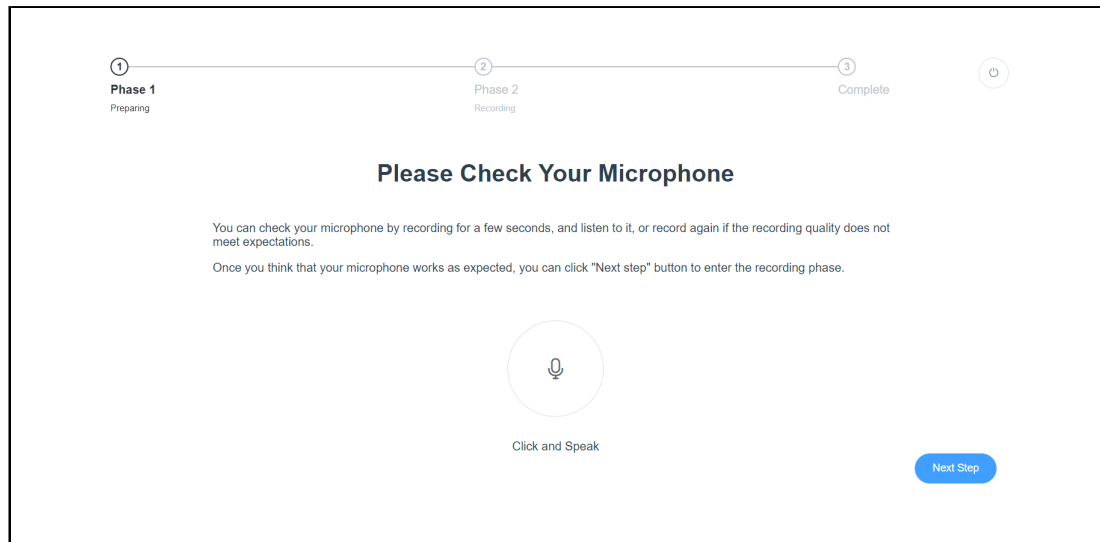 1
2
3
Phase 1
Phase 2
Complete
Preparing
Recording
Please Check Your Microphone
You can check your microphone by recording for a few seconds, and listen to it, or record again if the recording quality does not
meet expectations.
Once you think that your microphone works as expected, you can click "Next step" button to enter the recording phase.
Click and Speak
Next Step